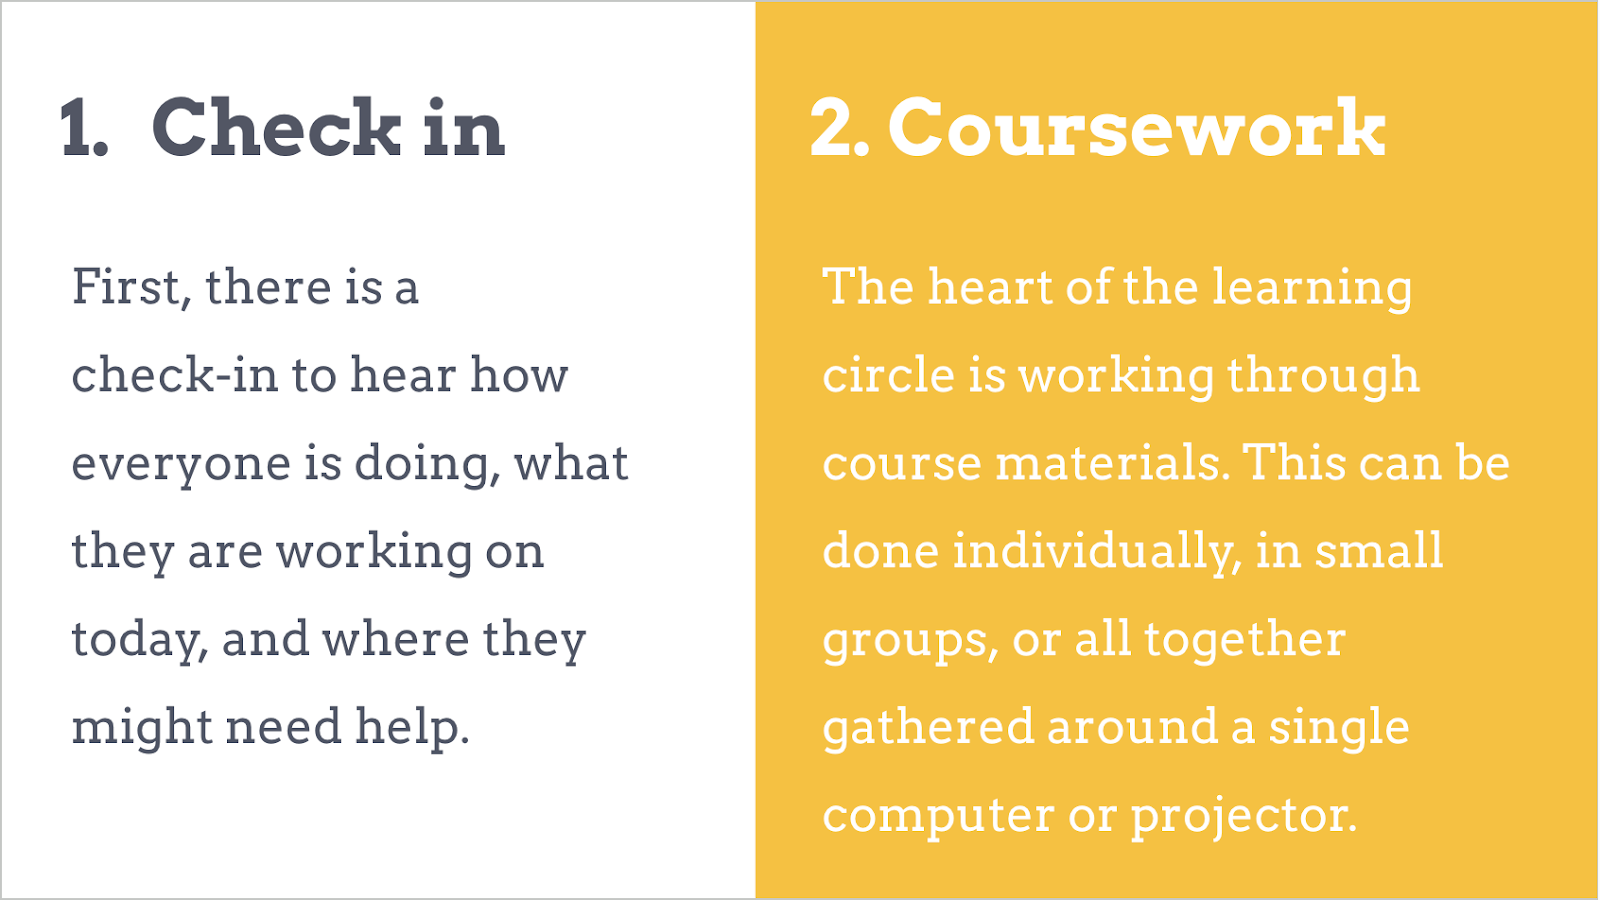 1. Check in
First, there is a
check-in to hear how
everyone is doing, what
they are working on
today, and where they
might need help.
2. Coursework
The heart of the learning
circle is working through
course materials. This can be
done individually, in small
groups, or all together
gathered around a single
computer or projector.